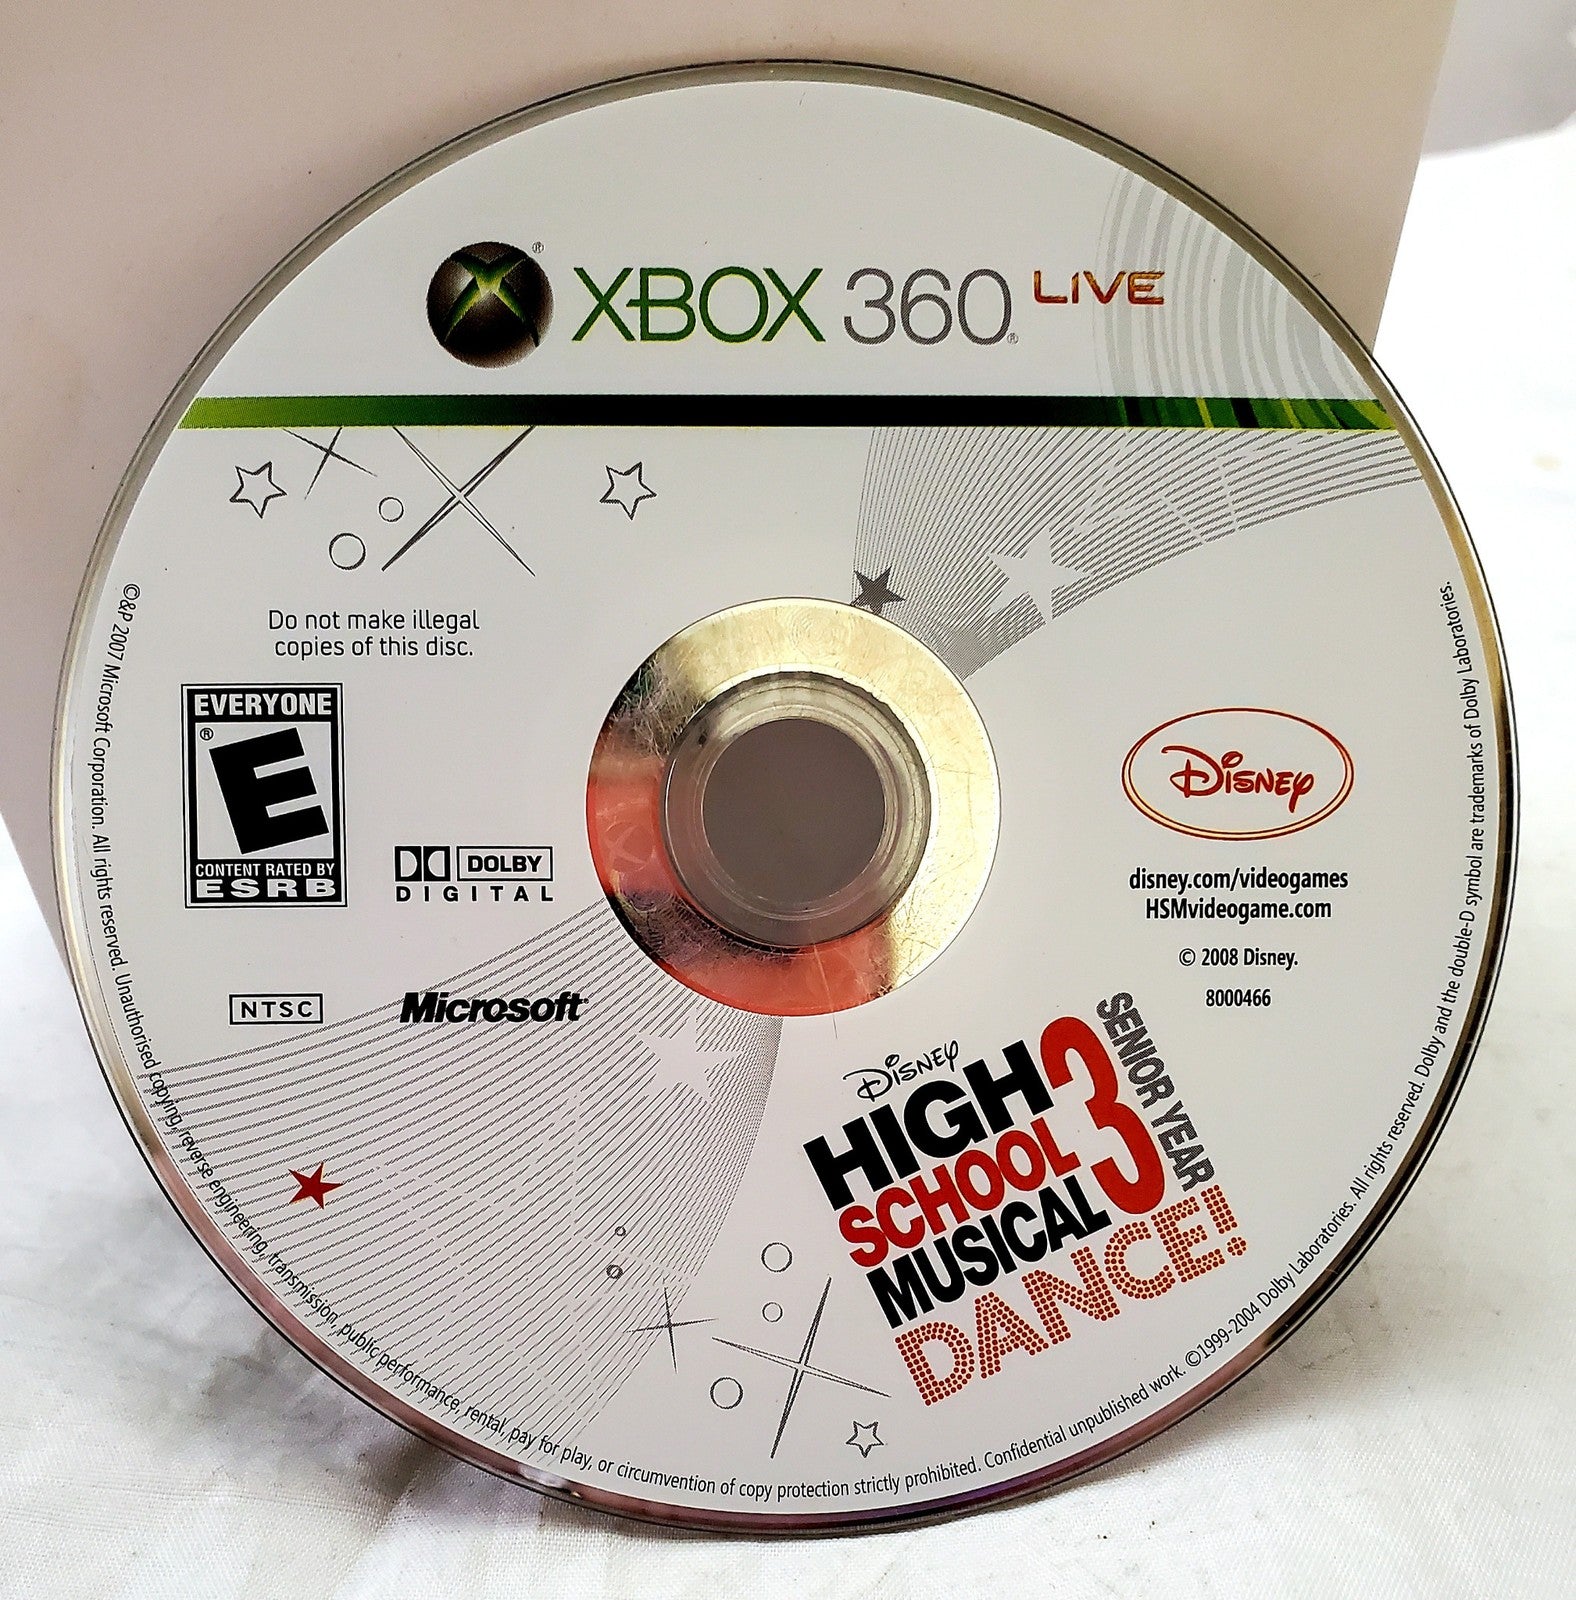 XBOX 360® LIVE
®
Do not make illegal
copies of this disc.
EVERYONE
®
E
CONTENT RATED BY
ESRB
DOLBY
DIGITAL
NTSC
Microsoft®
Disney
disney.com/videogames
HSMvideogame.com
© 2008 Disney.
8000466
Disney
HIGH
SCHOOL
MUSICAL
3
SENIOR YEAR
DANCE!
©&℗ 2007 Microsoft Corporation. All rights reserved. Unauthorised copying, reverse engineering, transmission, public performance, rental, pay for play, or circumvention of copy protection strictly prohibited. Confidential unpublished work. ©1999-2004 Dolby Laboratories. All rights reserved. Dolby and the double-D symbol are trademarks of Dolby Laboratories.